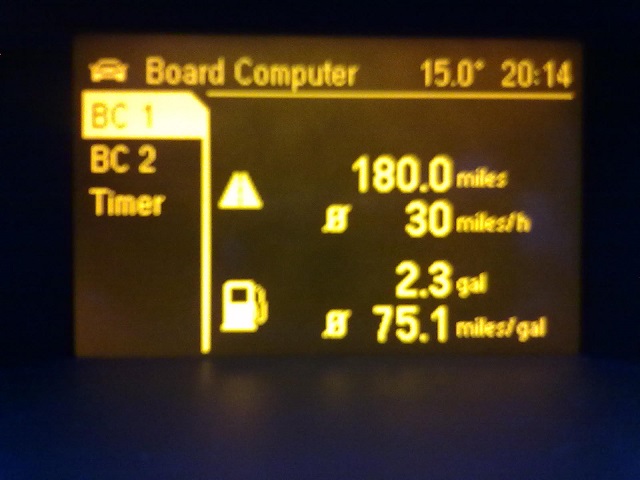 Board Computer 15.0° 20:14
BC 1
BC 2
Timer
180.0 miles
Ø 30 miles/h
2.3 gal
Ø 75.1 miles/gal